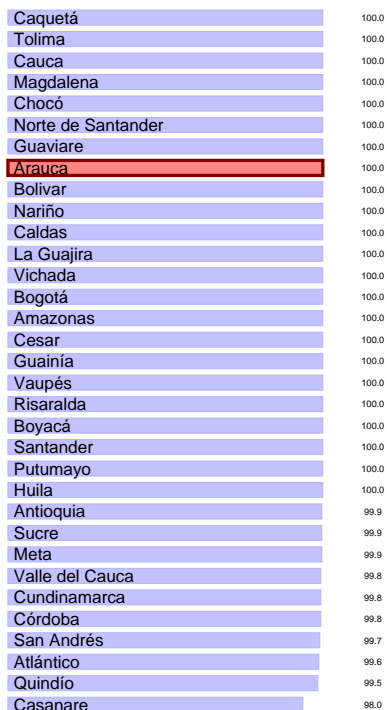 Caquetá 100.0
Tolima 100.0
Cauca 100.0
Magdalena 100.0
Chocó 100.0
Norte de Santander 100.0
Guaviare 100.0
Arauca 100.0
Bolivar 100.0
Nariño 100.0
Caldas 100.0
La Guajira 100.0
Vichada 100.0
Bogotá 100.0
Amazonas 100.0
Cesar 100.0
Guainía 100.0
Vaupés 100.0
Risaralda 100.0
Boyacá 100.0
Santander 100.0
Putumayo 100.0
Huila 100.0
Antioquia 99.9
Sucre 99.9
Meta 99.9
Valle del Cauca 99.8
Cundinamarca 99.8
Córdoba 99.8
San Andrés 99.7
Atlántico 99.6
Quindío 99.5
Casanare 98.0